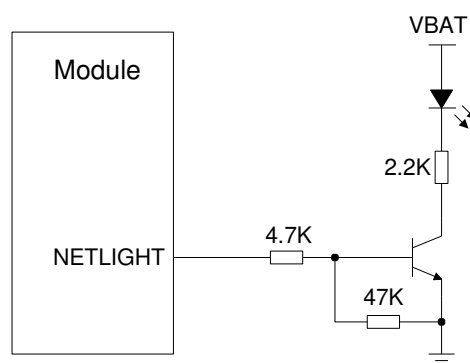 VBAT
Module
2.2K
4.7K
NETLIGHT
47K